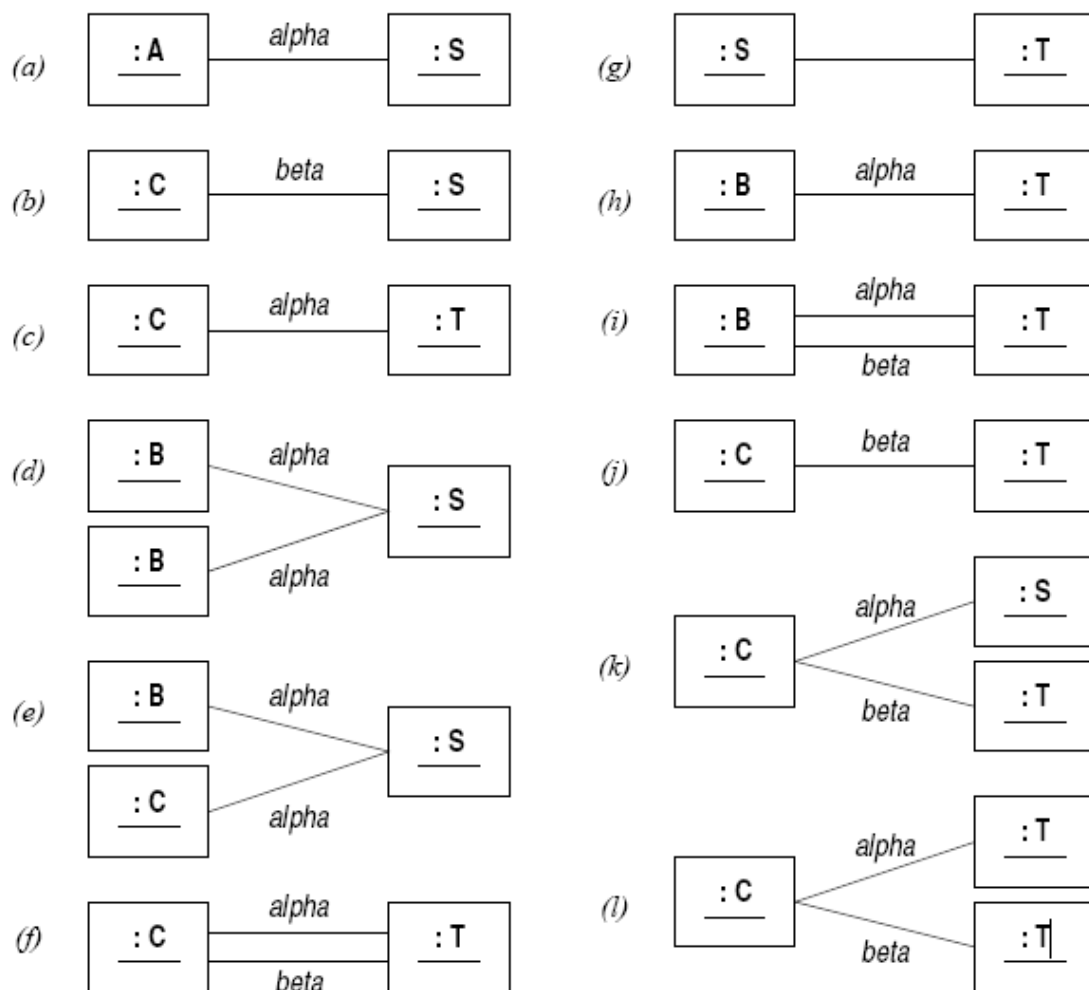 (a) : A alpha : S
(b) : C beta : S
(c) : C alpha : T
(d) : B alpha : S
: B alpha
(e) : B alpha : S
: C alpha
(f) : C alpha : T
beta
(g) : S : T
(h) : B alpha : T
(i) : B alpha : T
beta
(j) : C beta : T
(k) : C alpha : S
beta : T
(l) : C alpha : T
beta : T